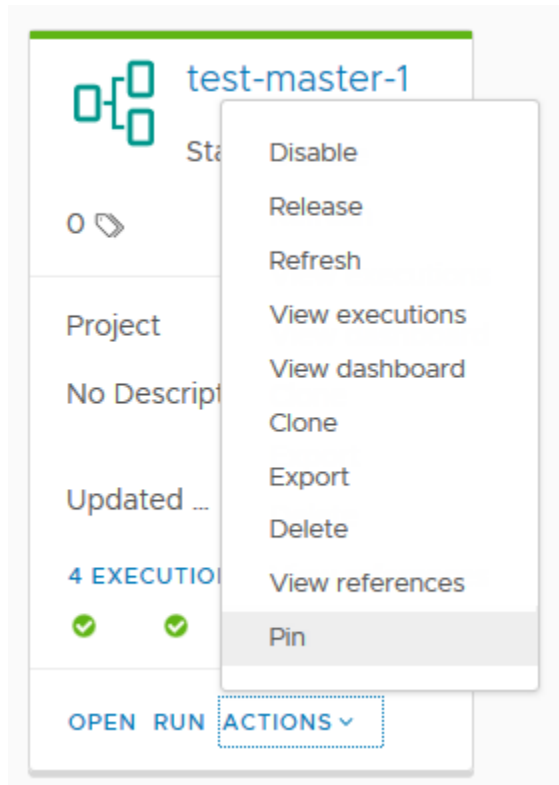 test-master-1
Sta
0
Project
No Descript
Updated ...
4 EXECUTIO
OPEN RUN ACTIONS
Disable
Release
Refresh
View executions
View dashboard
Clone
Export
Delete
View references
Pin